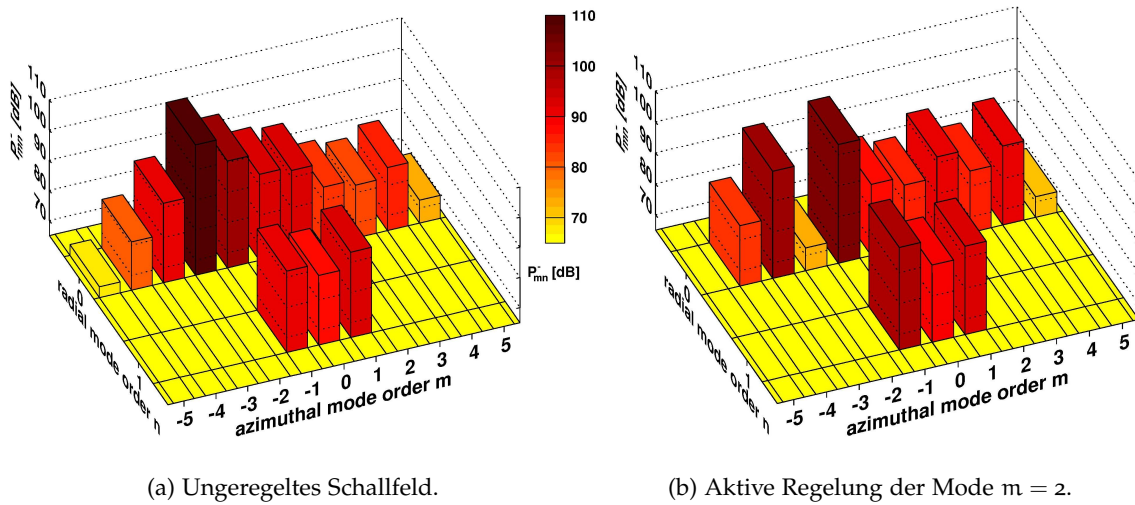 110
100
90
80
70
P⁻mn [dB]
0
1
radial mode order n
-5 -4 -3 -2 -1 0 1 2 3 4 5
azimuthal mode order m
110
100
90
80
70
P⁻mn [dB]
110
100
90
80
70
P⁻mn [dB]
0
1
radial mode order n
-5 -4 -3 -2 -1 0 1 2 3 4 5
azimuthal mode order m
(a) Ungeregeltes Schallfeld.
(b) Aktive Regelung der Mode m = 2.